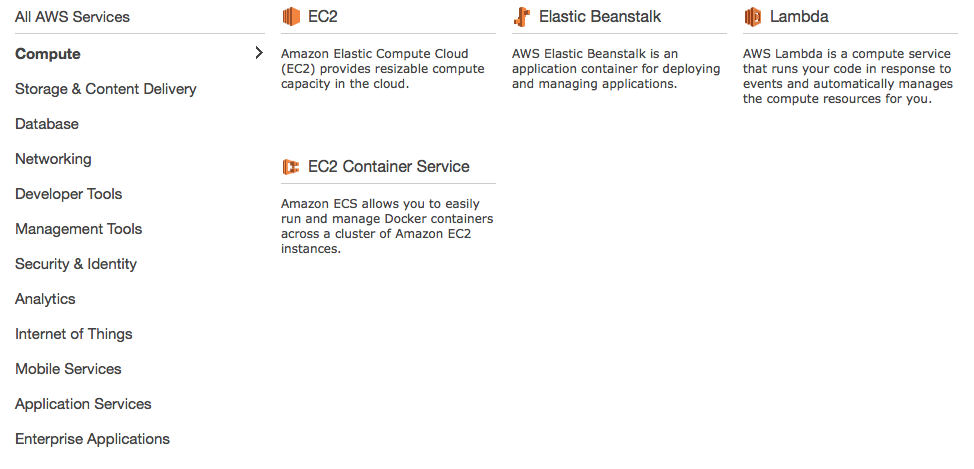 All AWS Services
Compute
Storage & Content Delivery
Database
Networking
Developer Tools
Management Tools
Security & Identity
Analytics
Internet of Things
Mobile Services
Application Services
Enterprise Applications
EC2
Amazon Elastic Compute Cloud
(EC2) provides resizable compute
capacity in the cloud.
Elastic Beanstalk
AWS Elastic Beanstalk is an
application container for deploying
and managing applications.
Lambda
AWS Lambda is a compute service
that runs your code in response to
events and automatically manages
the compute resources for you.
EC2 Container Service
Amazon ECS allows you to easily
run and manage Docker containers
across a cluster of Amazon EC2
instances.